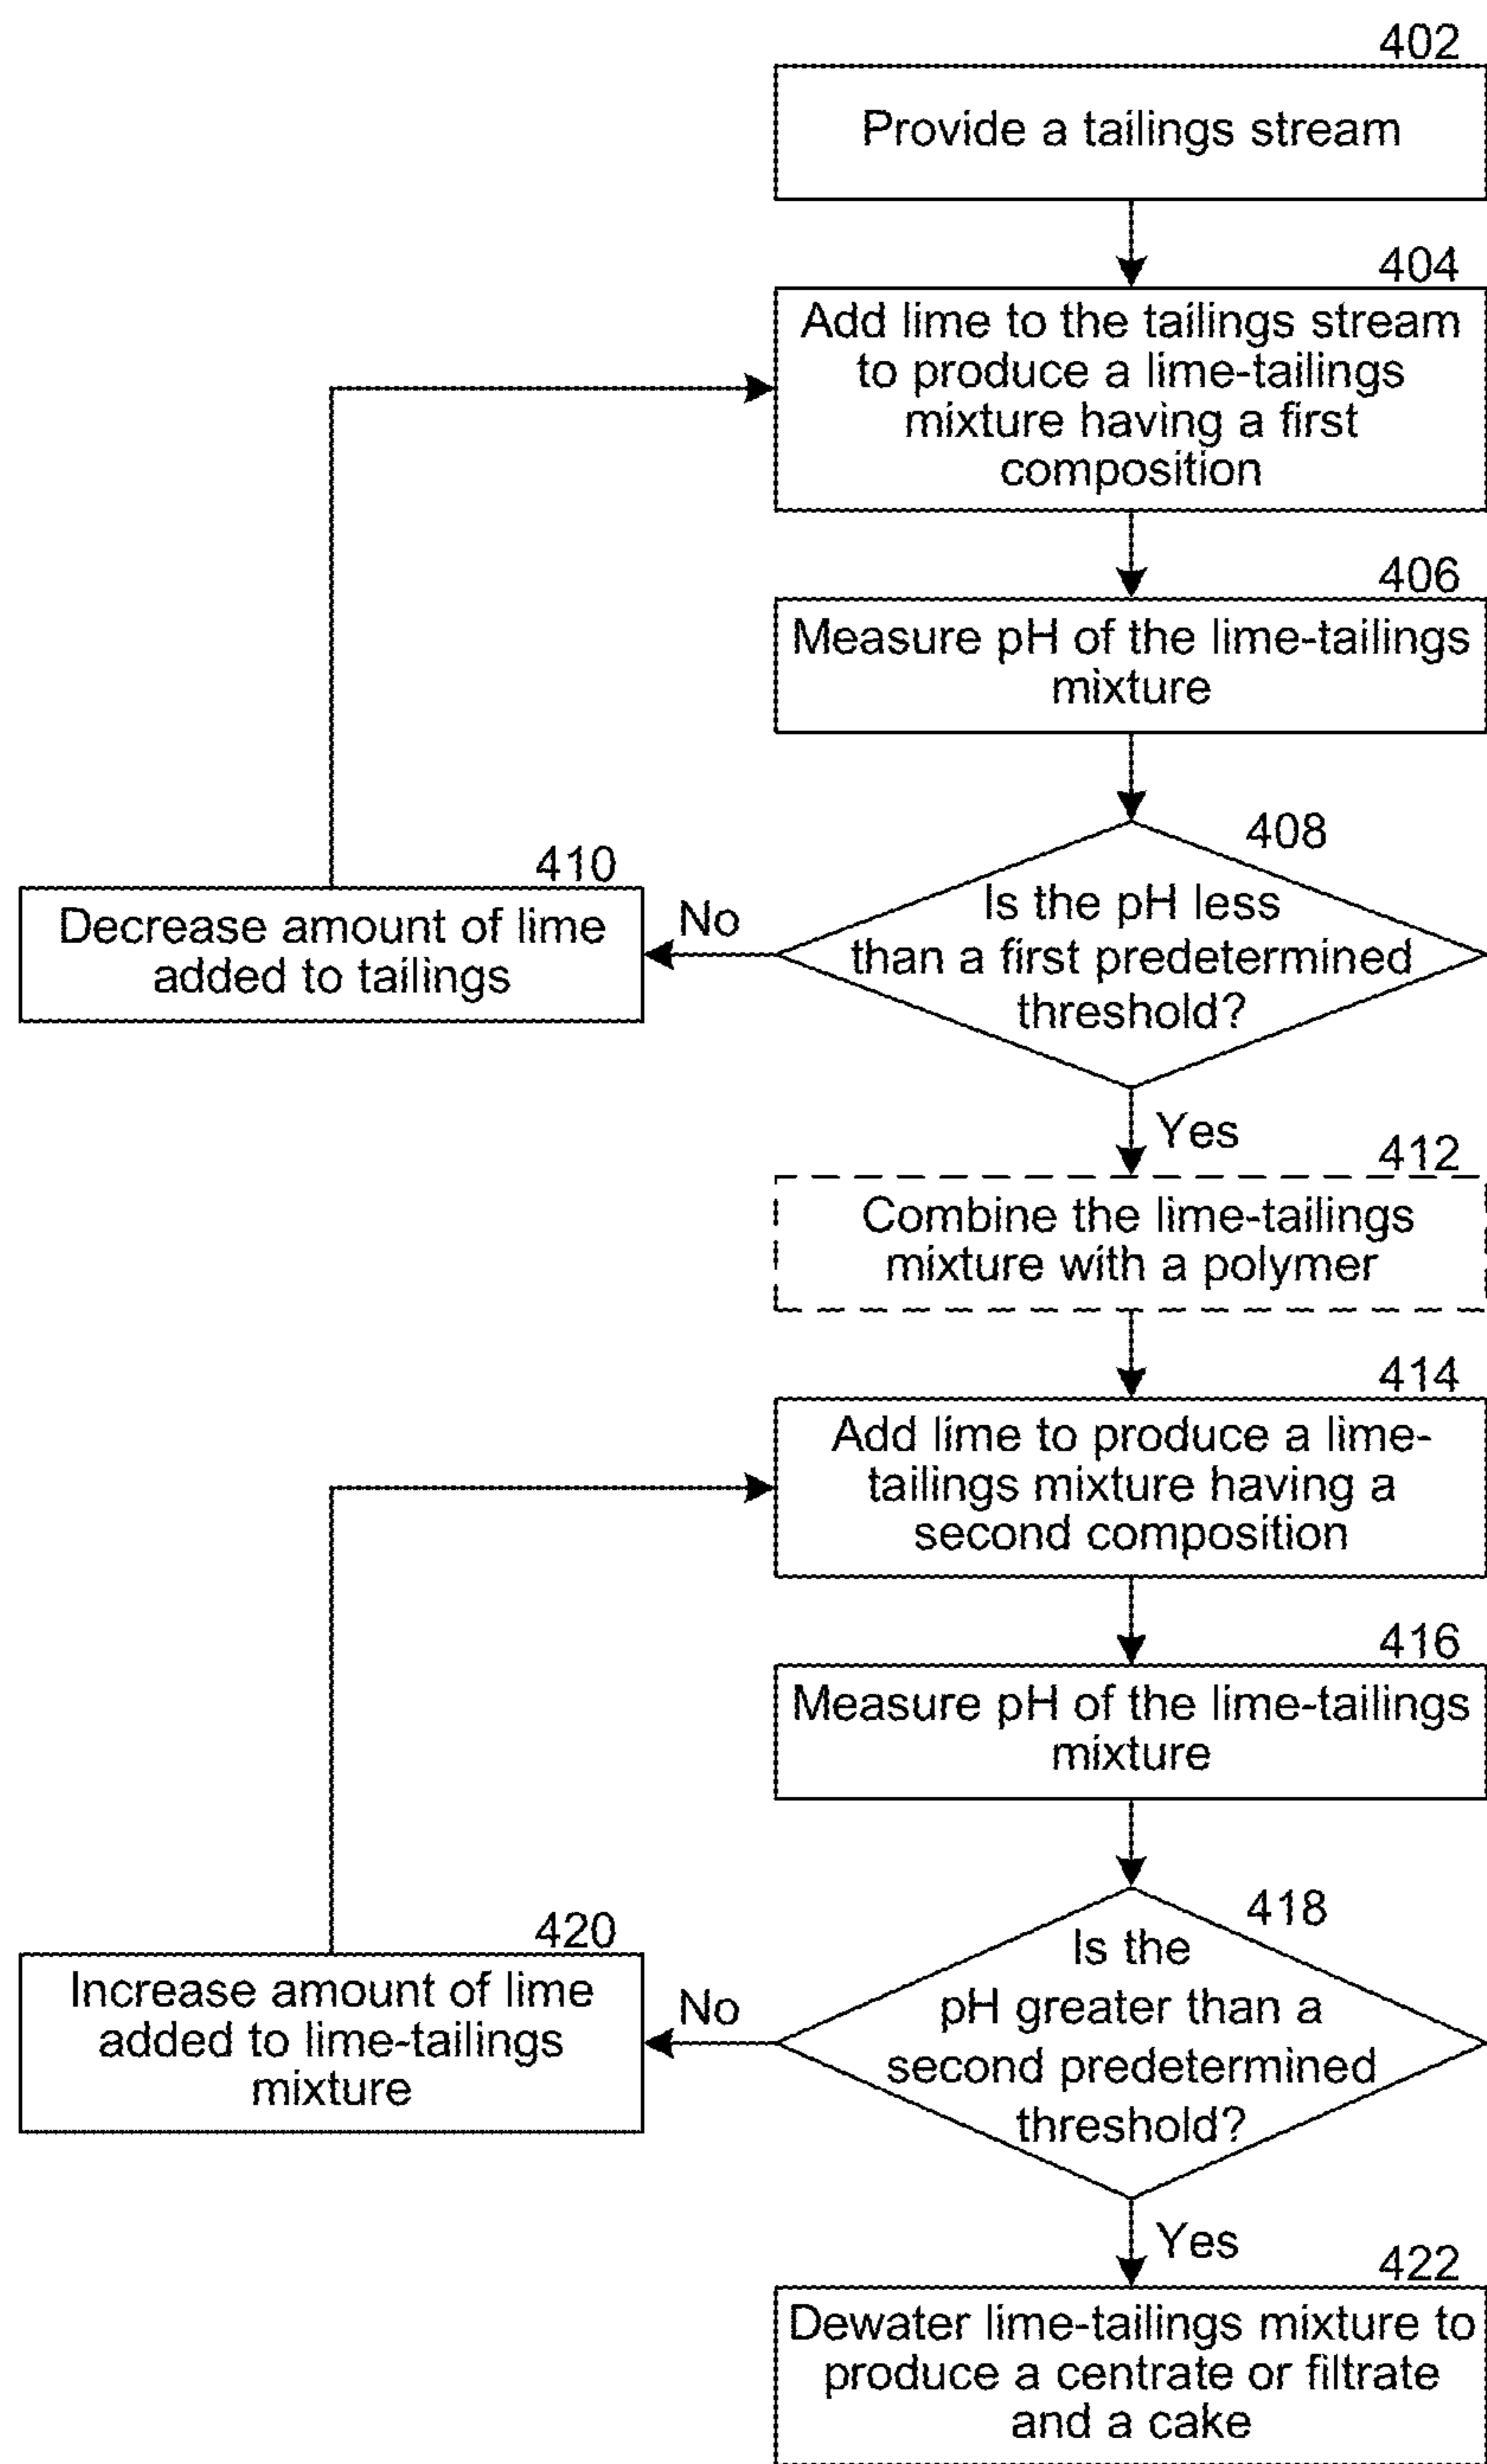 402
Provide a tailings stream
404
Add lime to the tailings stream
to produce a lime-tailings
mixture having a first
composition
406
Measure pH of the lime-tailings
mixture
408
Is the pH less
than a first predetermined
threshold?
No
410
Decrease amount of lime
added to tailings
Yes
412
Combine the lime-tailings
mixture with a polymer
414
Add lime to produce a lime-
tailings mixture having a
second composition
416
Measure pH of the lime-tailings
mixture
418
Is the
pH greater than a
second predetermined
threshold?
No
420
Increase amount of lime
added to lime-tailings
mixture
Yes
422
Dewater lime-tailings mixture to
produce a centrate or filtrate
and a cake